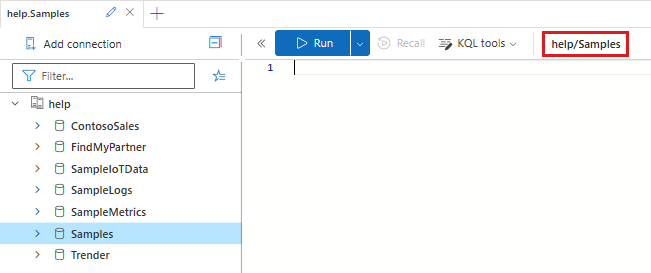 help.Samples
Add connection
Run
Recall
KQL tools
help/Samples
Filter...
1
help
ContosoSales
FindMyPartner
SampleIoTData
SampleLogs
SampleMetrics
Samples
Trender